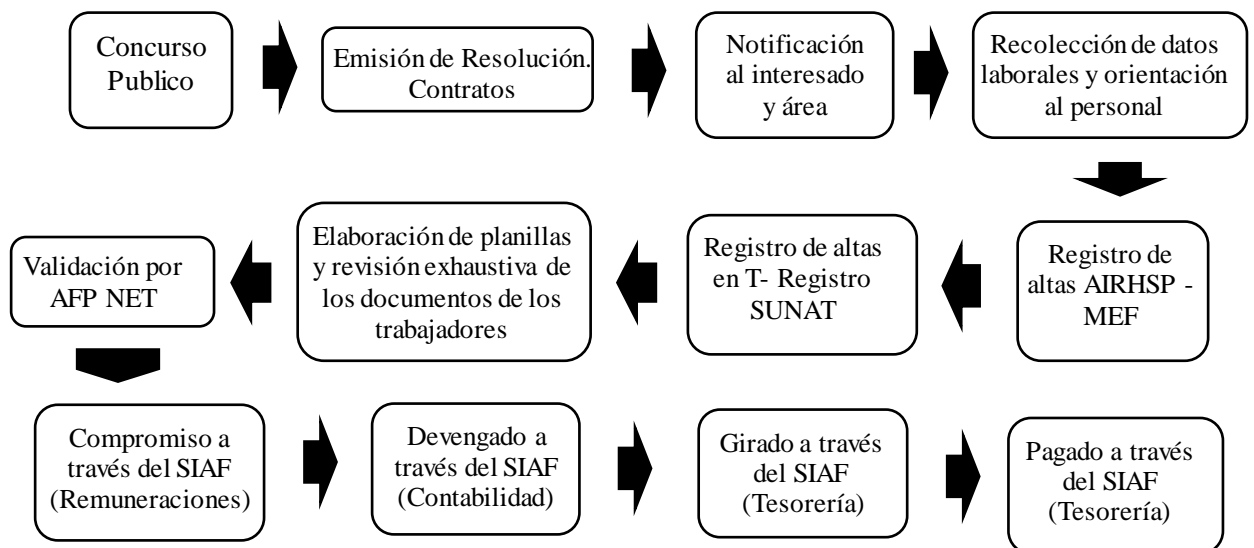 Concurso
Publico
Emisión de Resolución.
Contratos
Notificación
al interesado
y área
Recolección de datos
laborales y orientación
al personal
Registro de
altas AIRHSP -
MEF
Registro de altas
en T- Registro
SUNAT
Elaboración de planillas
y revisión exhaustiva de
los documentos de los
trabajadores
Validación por
AFP NET
Compromiso a
través del SIAF
(Remuneraciones)
Devengado a
través del SIAF
(Contabilidad)
Girado a través
del SIAF
(Tesorería)
Pagado a través
del SIAF
(Tesorería)